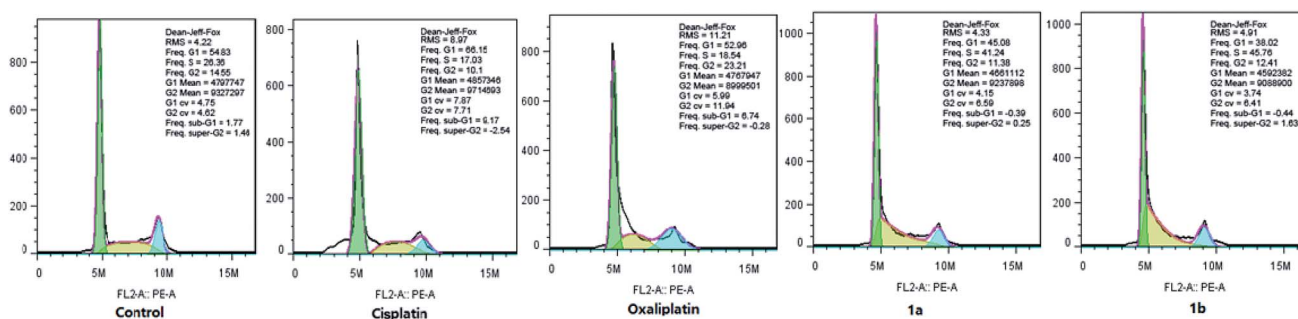 Dean-Jeff-Fox
RMS = 4.22
Freq. G1 = 54.83
Freq. S = 26.36
Freq. G2 = 14.55
G1 Mean = 4797747
G2 Mean = 9327297
G1 cv = 4.75
G2 cv = 4.62
Freq. sub-G1 = 1.77
Freq. super-G2 = 1.46
800
600
400
200
0
0
5M
10M
15M
FL2-A:: PE-A
Control
Dean-Jeff-Fox
RMS = 8.97
Freq. G1 = 66.15
Freq. S = 17.03
Freq. G2 = 10.1
G1 Mean = 4857346
G2 Mean = 9714693
G1 cv = 7.87
G2 cv = 7.71
Freq. sub-G1 = 9.17
Freq. super-G2 = -2.54
800
600
400
200
0
0
5M
10M
15M
FL2-A:: PE-A
Cisplatin
Dean-Jeff-Fox
RMS = 11.21
Freq. G1 = 52.96
Freq. S = 18.54
Freq. G2 = 23.21
G1 Mean = 4767947
G2 Mean = 8999501
G1 cv = 5.99
G2 cv = 11.94
Freq. sub-G1 = 6.74
Freq. super-G2 = -0.28
800
600
400
200
0
0
5M
10M
15M
FL2-A:: PE-A
Oxaliplatin
Dean-Jeff-Fox
RMS = 4.33
Freq. G1 = 45.08
Freq. S = 41.24
Freq. G2 = 11.38
G1 Mean = 4661112
G2 Mean = 9237898
G1 cv = 4.15
G2 cv = 6.59
Freq. sub-G1 = -0.39
Freq. super-G2 = 0.25
1000
800
600
400
200
0
0
5M
10M
15M
FL2-A:: PE-A
1a
Dean-Jeff-Fox
RMS = 4.91
Freq. G1 = 38.02
Freq. S = 45.76
Freq. G2 = 12.41
G1 Mean = 4592382
G2 Mean = 9088900
G1 cv = 3.74
G2 cv = 6.41
Freq. sub-G1 = -0.44
Freq. super-G2 = 1.63
1000
800
600
400
200
0
0
5M
10M
15M
FL2-A:: PE-A
1b